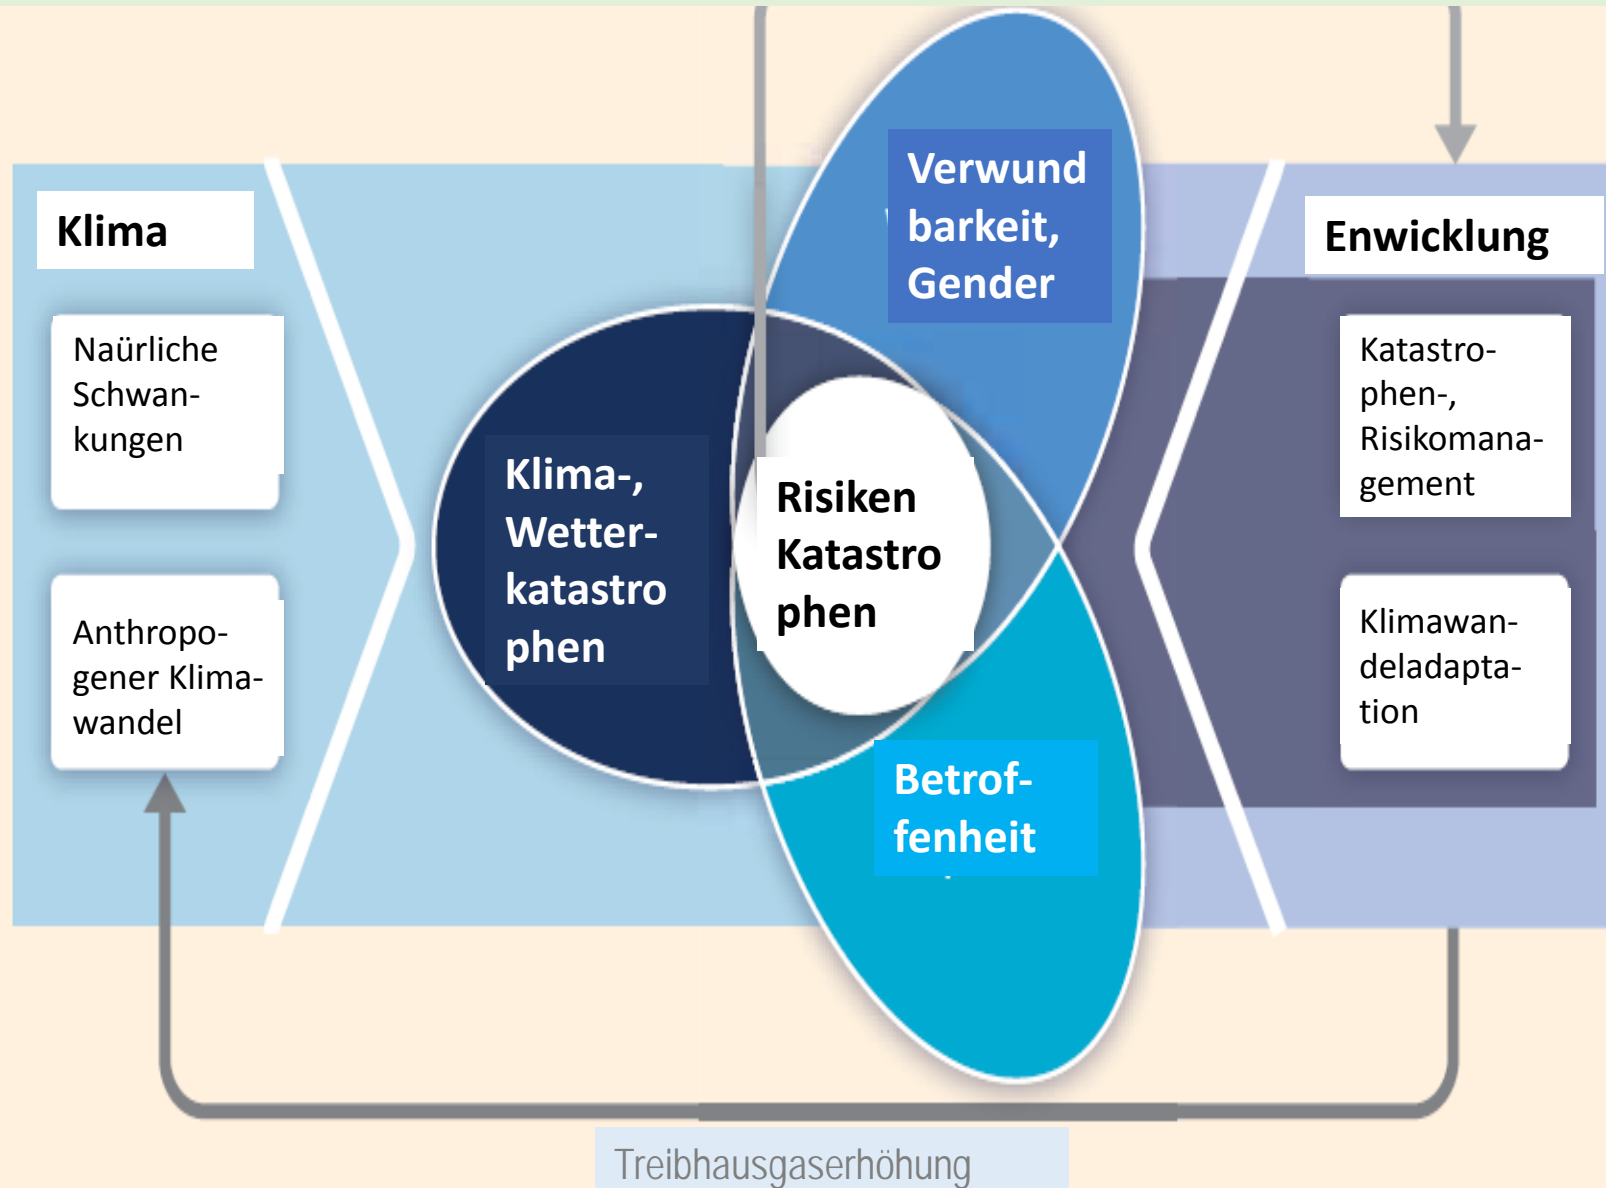 Klima
Naürliche
Schwan-
kungen
Anthropo-
gener Klima-
wandel
Klima-,
Wetter-
katastro
phen
Verwund
barkeit,
Gender
Risiken
Katastro
phen
Betrof-
fenheit
Enwicklung
Katastro-
phen-,
Risikomana-
gement
Klimawan-
deladapta-
tion
Treibhausgaserhöhung